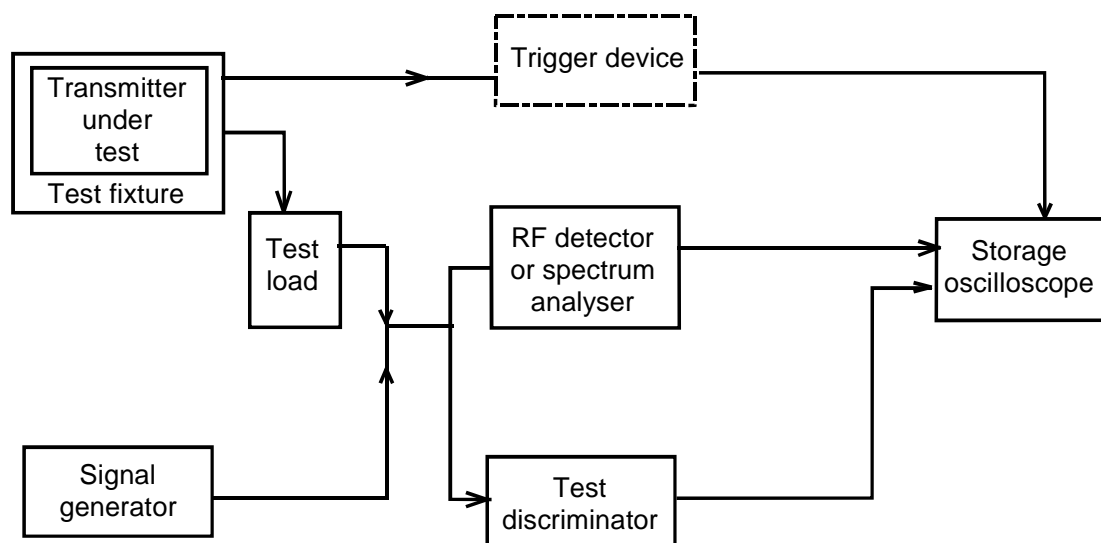 Trigger device
Transmitter
under
test
Test fixture
Test
load
RF detector
or spectrum
analyser
Storage
oscilloscope
Signal
generator
Test
discriminator